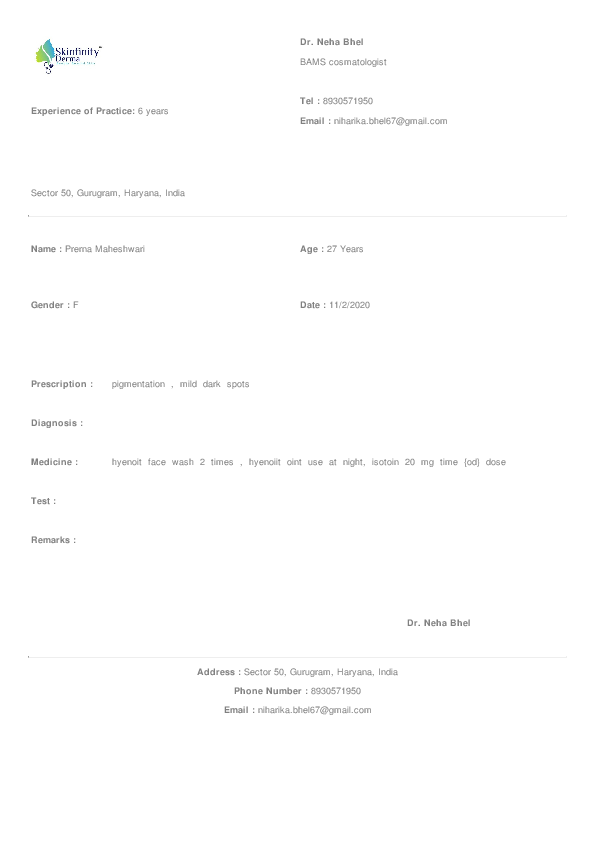 Skinfinity
Derma
Dr. Neha Bhel
BAMS cosmatologist
Tel : 8930571950
Experience of Practice: 6 years
Email : niharika.bhel67@gmail.com
Sector 50, Gurugram, Haryana, India
Name : Prerna Maheshwari
Age : 27 Years
Gender : F
Date : 11/2/2020
Prescription : pigmentation , mild dark spots
Diagnosis :
Medicine : hyenoit face wash 2 times , hyenoiit oint use at night, isotoin 20 mg time {od} dose
Test :
Remarks :
Dr. Neha Bhel
Address : Sector 50, Gurugram, Haryana, India
Phone Number : 8930571950
Email : niharika.bhel67@gmail.com